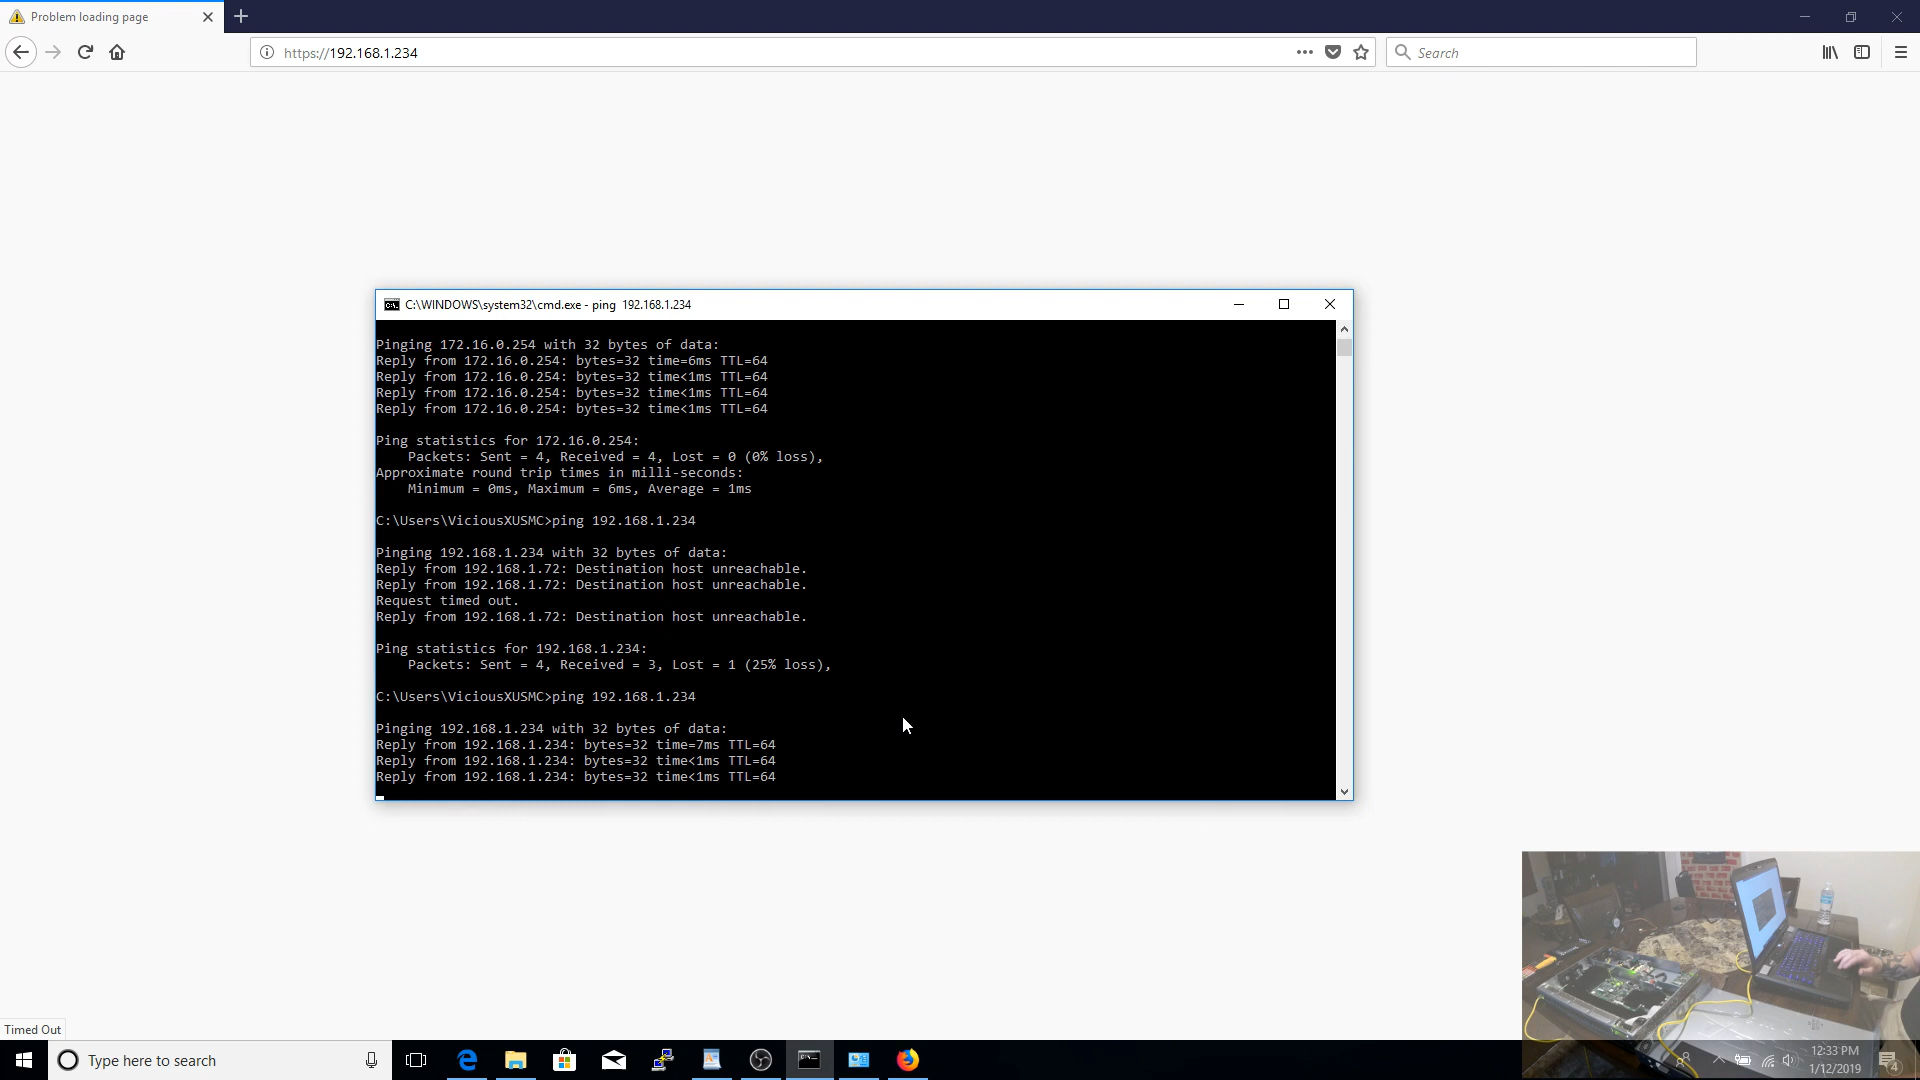 Problem loading page
https://192.168.1.234
Search
C:\WINDOWS\system32\cmd.exe - ping  192.168.1.234
Pinging 172.16.0.254 with 32 bytes of data:
Reply from 172.16.0.254: bytes=32 time=6ms TTL=64
Reply from 172.16.0.254: bytes=32 time<1ms TTL=64
Reply from 172.16.0.254: bytes=32 time<1ms TTL=64
Reply from 172.16.0.254: bytes=32 time<1ms TTL=64
Ping statistics for 172.16.0.254:
Packets: Sent = 4, Received = 4, Lost = 0 (0% loss),
Approximate round trip times in milli-seconds:
Minimum = 0ms, Maximum = 6ms, Average = 1ms
C:\Users\ViciousXUSMC>ping 192.168.1.234
Pinging 192.168.1.234 with 32 bytes of data:
Reply from 192.168.1.72: Destination host unreachable.
Reply from 192.168.1.72: Destination host unreachable.
Request timed out.
Reply from 192.168.1.72: Destination host unreachable.
Ping statistics for 192.168.1.234:
Packets: Sent = 4, Received = 3, Lost = 1 (25% loss),
C:\Users\ViciousXUSMC>ping 192.168.1.234
Pinging 192.168.1.234 with 32 bytes of data:
Reply from 192.168.1.234: bytes=32 time=7ms TTL=64
Reply from 192.168.1.234: bytes=32 time<1ms TTL=64
Reply from 192.168.1.234: bytes=32 time<1ms TTL=64
Timed Out
Type here to search
12:33 PM
1/12/2019
4